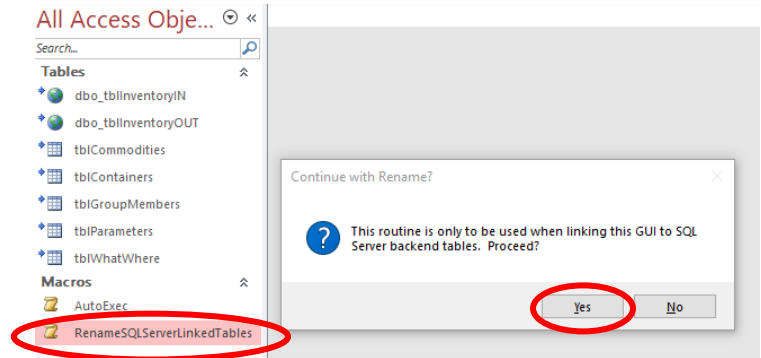 All Access Obje...
Search...
Tables
dbo_tblInventoryIN
dbo_tblInventoryOUT
tblCommodities
tblContainers
tblGroupMembers
tblParameters
tblWhatWhere
Macros
AutoExec
RenameSQLServerLinkedTables
Continue with Rename?
This routine is only to be used when linking this GUI to SQL
Server backend tables.  Proceed?
Yes
No